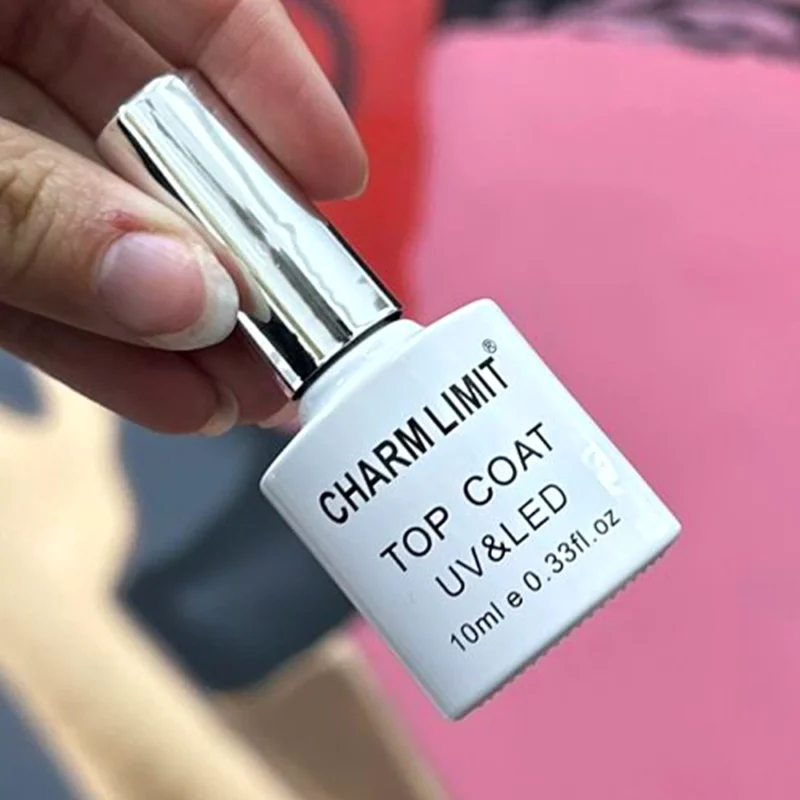 CHARM LIMIT®
TOP COAT
UV&LED
10ml e 0.33fl.oz